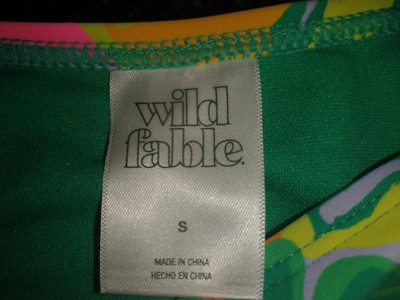 wild
fable.
S
MADE IN CHINA
HECHO EN CHINA